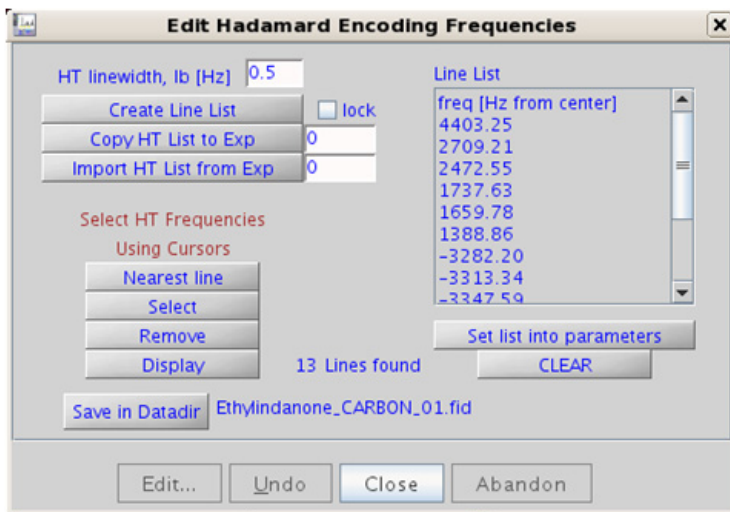 Edit Hadamard Encoding Frequencies
HT linewidth, lb [Hz] 0.5
Create Line List lock
Copy HT List to Exp 0
Import HT List from Exp 0
Select HT Frequencies
Using Cursors
Nearest line
Select
Remove
Display
13 Lines found
Line List
freq [Hz from center]
4403.25
2709.21
2472.55
1737.63
1659.78
1388.86
-3282.20
-3313.34
-3347.59
Set list into parameters
CLEAR
Save in Datadir Ethylindanone_CARBON_01.fid
Edit... Undo Close Abandon